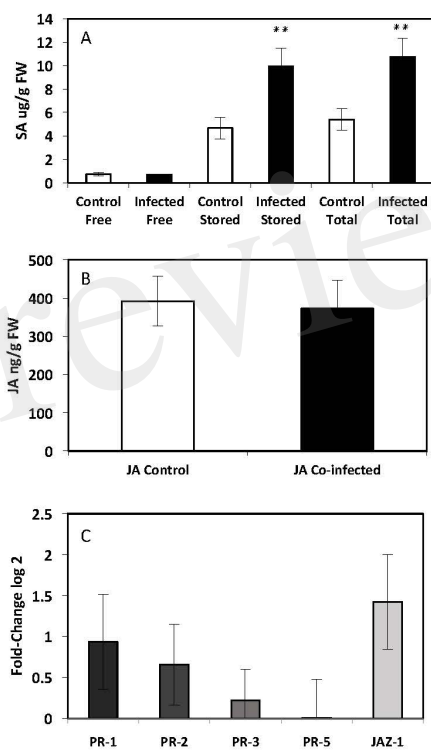 A
SA ug/g FW
14
12
10
8
6
4
2
0
**
**
Control Free
Infected Free
Control Stored
Infected Stored
Control Total
Infected Total
B
JA ng/g FW
500
400
300
200
100
0
JA Control
JA Co-infected
C
Fold-Change log 2
2.5
2
1.5
1
0.5
0
PR-1
PR-2
PR-3
PR-5
JAZ-1
revie